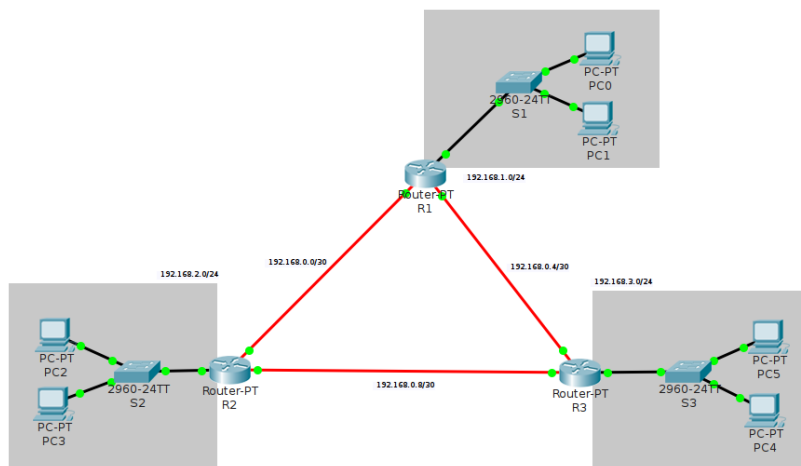 PC-PT
PC0
2960-24TT
S1
PC-PT
PC1
192.168.1.0/24
Router-PT
R1
192.168.0.0/30
192.168.0.4/30
192.168.2.0/24
192.168.3.0/24
PC-PT
PC2
2960-24TT
S2
PC-PT
PC3
Router-PT
R2
192.168.0.8/30
Router-PT
R3
PC-PT
PC5
2960-24TT
S3
PC-PT
PC4